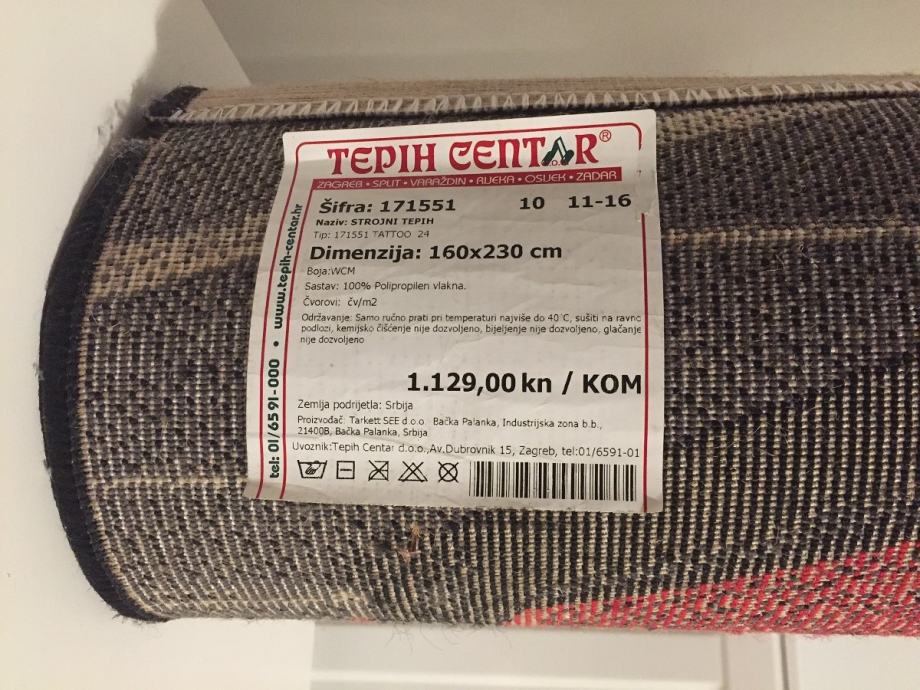 TEPIH CENTAR®
d.o.o.
ZAGREB • SPLIT • VARAŽDIN • RIJEKA • OSIJEK • ZADAR
Šifra: 171551 10 11-16
Naziv: STROJNI TEPIH
Tip: 171551 TATTOO 24
Dimenzija: 160x230 cm
Boja:WCM
Sastav: 100% Polipropilen vlakna.
Čvorovi: čv/m2
Održavanje: Samo ručno prati pri temperaturi najviše do 40°C, sušiti na ravno
podlozi, kemijsko čišćenje nije dozvoljeno, bijeljenje nije dozvoljeno, glačanje
nije dozvoljeno
1.129,00 kn / KOM
Zemlja podrijetla: Srbija
Proizvođač: Tarkett SEE d.o.o. Bačka Palanka, Industrijska zona b.b.,
21400B, Bačka Palanka, Srbija
Uvoznik:Tepih Centar d.o.o.,Av.Dubrovnik 15, Zagreb, tel:01/6591-01
tel: 01/6591-000 • www.tepih-centar.hr